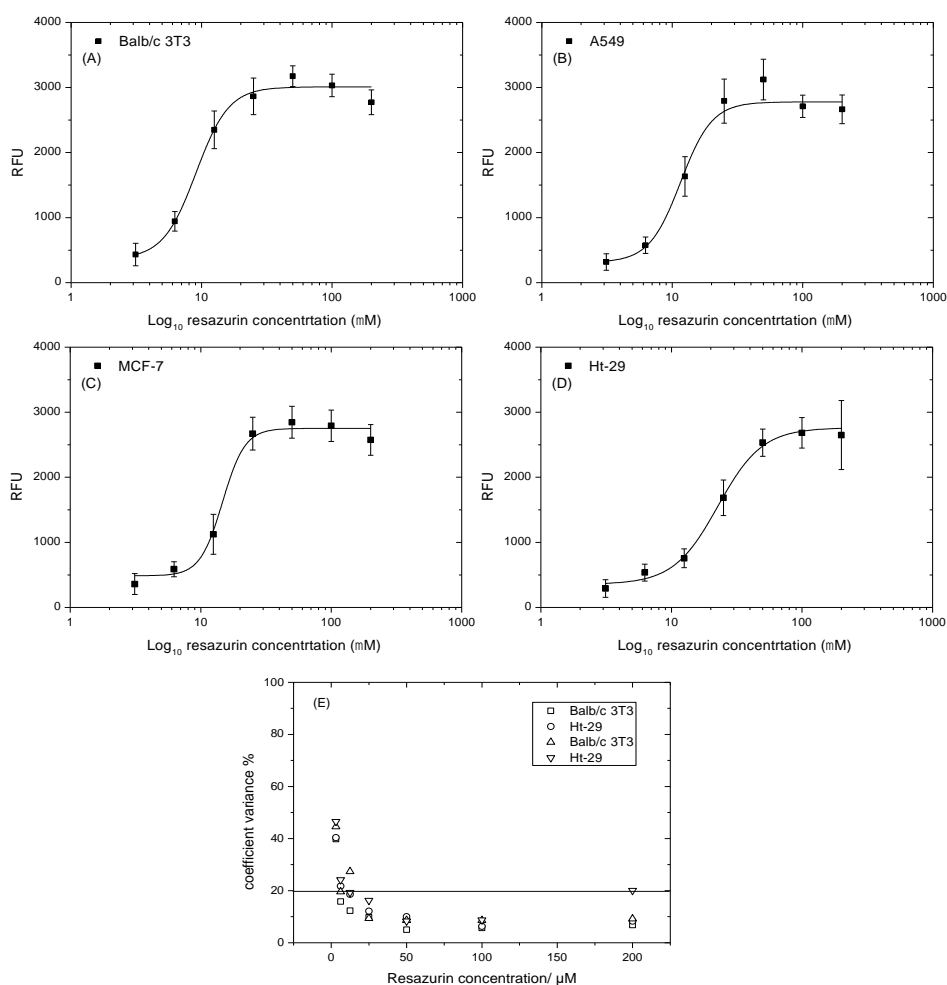 4000
3000
2000
1000
0
RFU
Balb/c 3T3
(A)
1 10 100 1000
Log10 resazurin concentrtation (mM)
4000
3000
2000
1000
0
RFU
A549
(B)
1 10 100 1000
Log10 resazurin concentrtation (mM)
4000
3000
2000
1000
0
RFU
MCF-7
(C)
1 10 100 1000
Log10 resazurin concentrtation (mM)
4000
3000
2000
1000
0
RFU
Ht-29
(D)
1 10 100 1000
Log10 resazurin concentrtation (mM)
100
80
60
40
20
0
coefficient variance %
(E)
Balb/c 3T3
Ht-29
Balb/c 3T3
Ht-29
0 50 100 150 200
Resazurin concentration/ µM